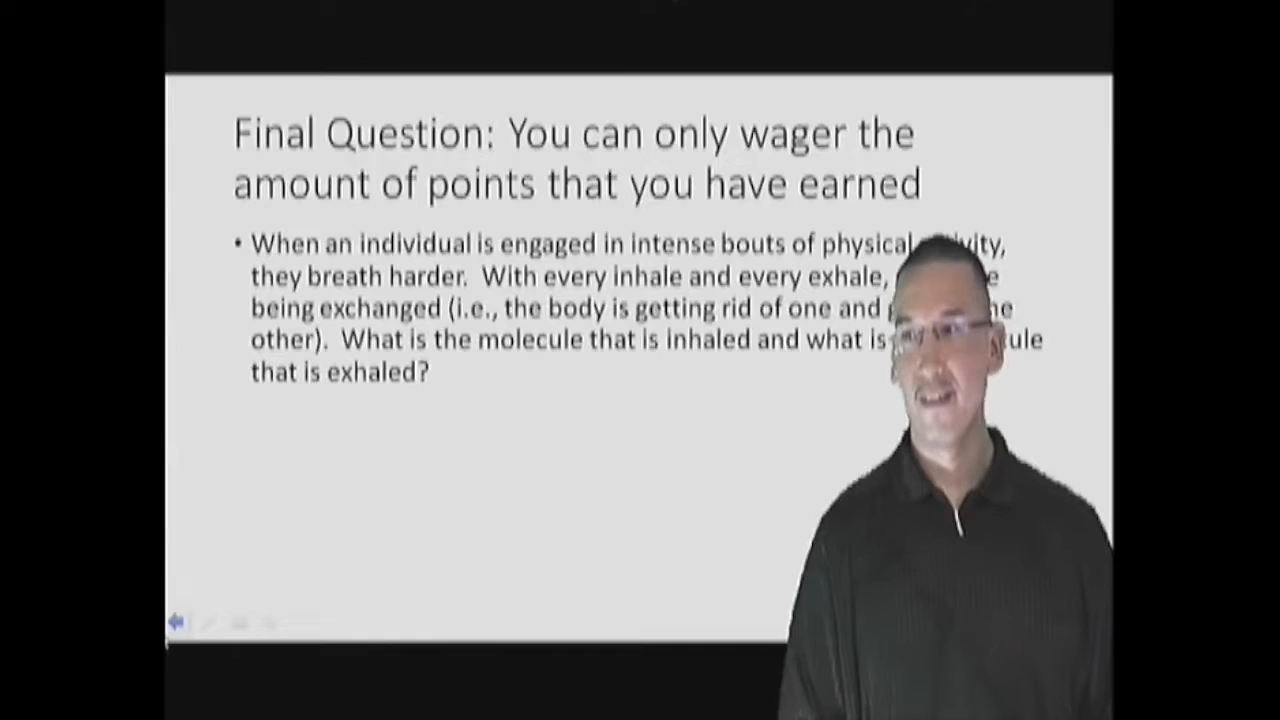 Final Question: You can only wager the
amount of points that you have earned
• When an individual is engaged in intense bouts of physical
they breath harder. With every inhale and every exhale,
being exchanged (i.e., the body is getting rid of one and
other). What is the molecule that is inhaled and what is
that is exhaled?